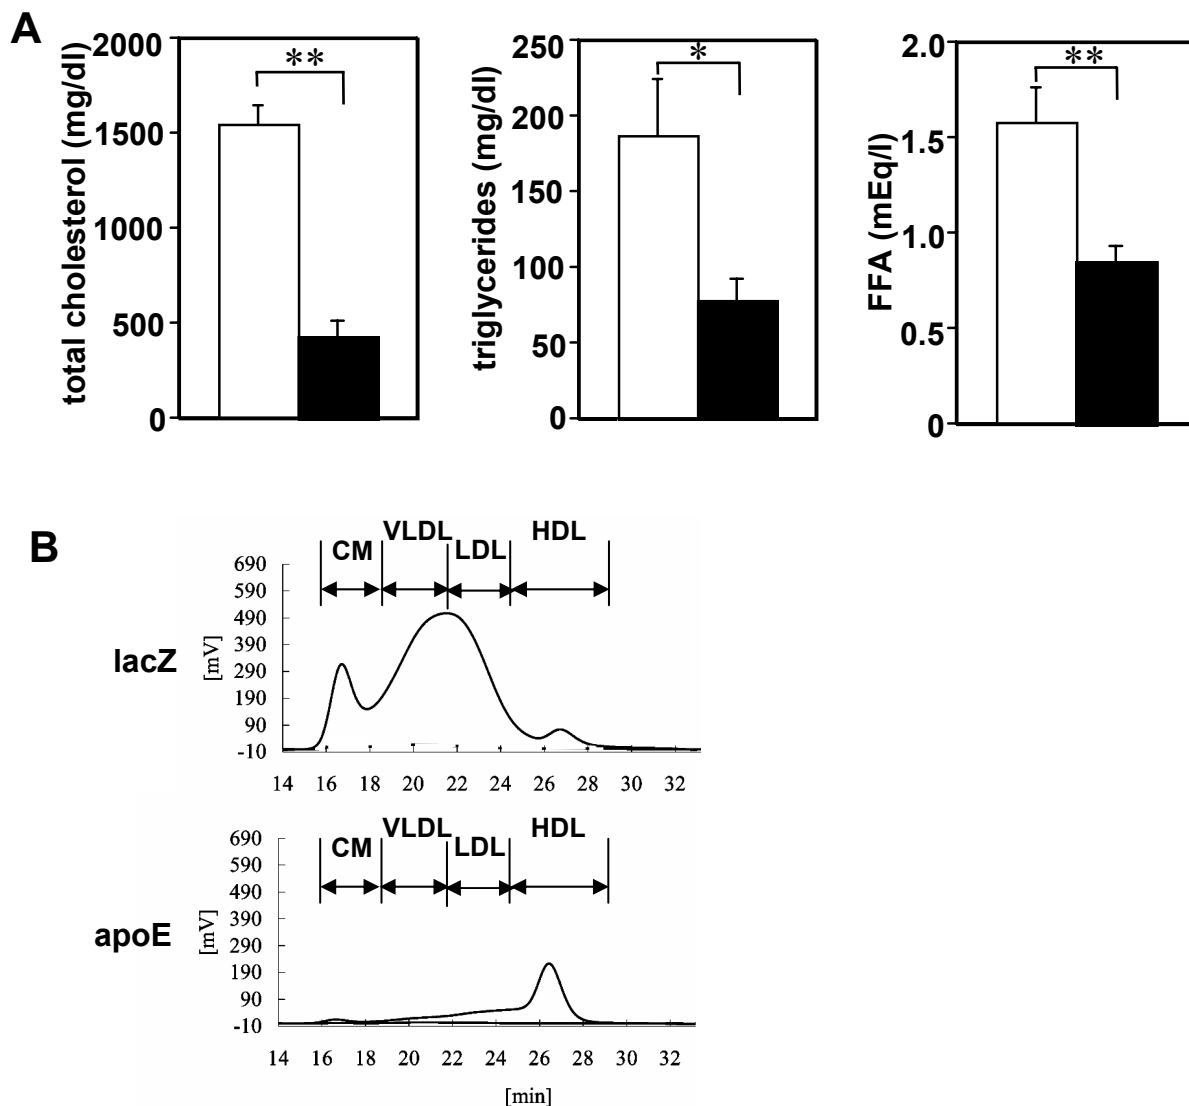 A
total cholesterol (mg/dl)
2000
1500
1000
500
0
**
triglycerides (mg/dl)
250
200
150
100
50
0
*
FFA (mEq/l)
2.0
1.5
1.0
0.5
0
**
B
lacZ
[mV]
690
590
490
390
290
190
90
-10
CM
VLDL
LDL
HDL
14 16 18 20 22 24 26 28 30 32
apoE
[mV]
690
590
490
390
290
190
90
-10
CM
VLDL
LDL
HDL
14 16 18 20 22 24 26 28 30 32
[min]